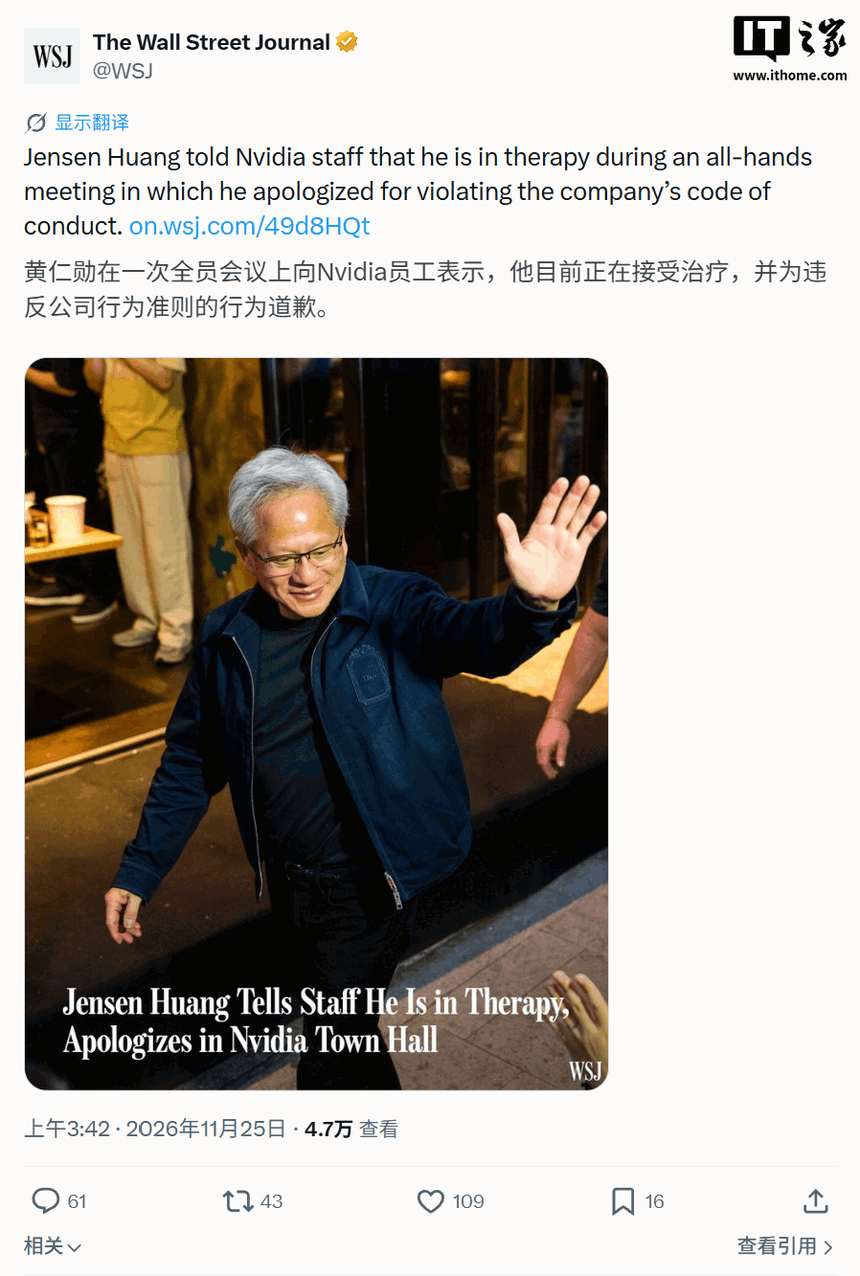 WSJ
The Wall Street Journal
@WSJ
IT之家
www.ithome.com
显示翻译
Jensen Huang told Nvidia staff that he is in therapy during an all-hands
meeting in which he apologized for violating the company’s code of
conduct. on.wsj.com/49d8HQt
黄仁勋在一次全员会议上向Nvidia员工表示，他目前正在接受治疗，并为违
反公司行为准则的行为道歉。
Jensen Huang Tells Staff He Is in Therapy,
Apologizes in Nvidia Town Hall
WSJ
上午3:42 · 2026年11月25日 · 4.7万 查看
61
43
109
16
相关
查看引用